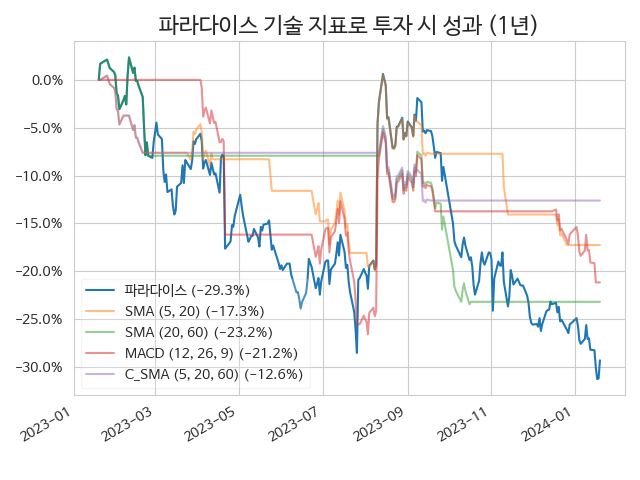 파라다이스 기술 지표로 투자 시 성과 (1년)
0.0%
−5.0%
−10.0%
−15.0%
−20.0%
−25.0%
−30.0%
파라다이스 (−29.3%)
SMA (5, 20) (−17.3%)
SMA (20, 60) (−23.2%)
MACD (12, 26, 9) (−21.2%)
C_SMA (5, 20, 60) (−12.6%)
2023−01
2023−03
2023−05
2023−07
2023−09
2023−11
2024−01